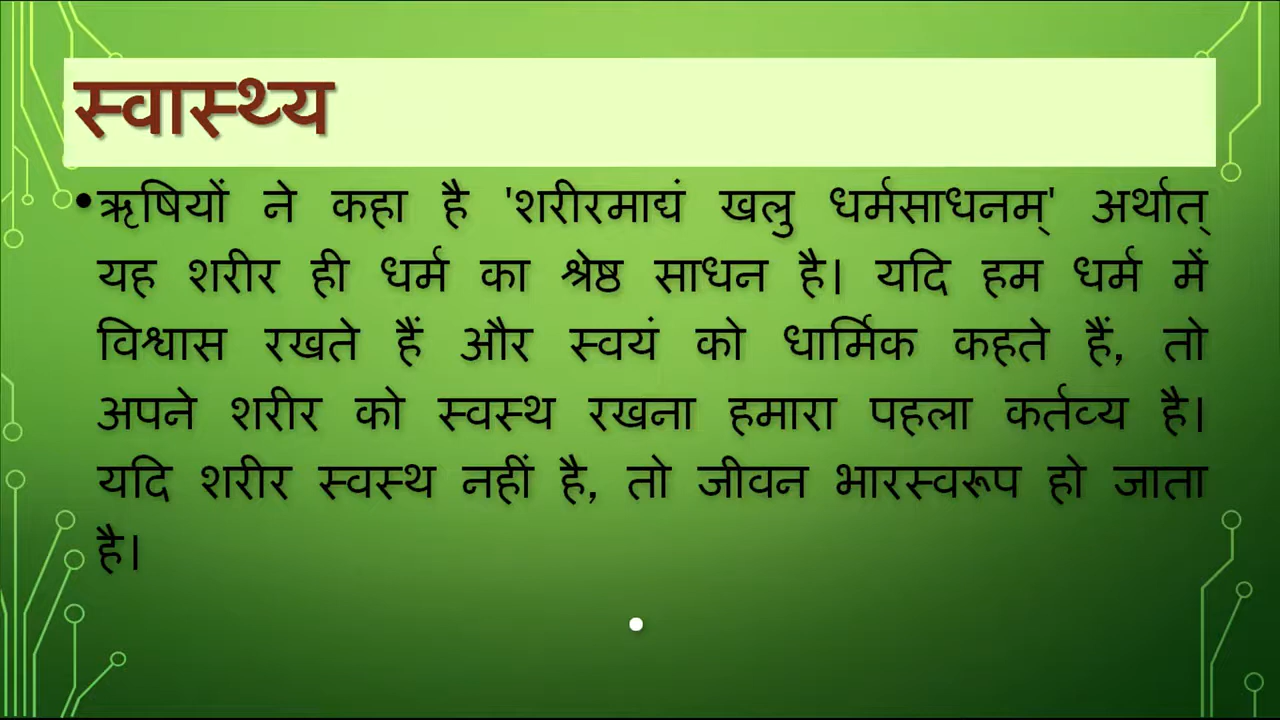 स्वास्थ्य
•ऋषियों ने कहा है 'शरीरमाद्यं खलु धर्मसाधनम्' अर्थात्
यह शरीर ही धर्म का श्रेष्ठ साधन है। यदि हम धर्म में
विश्वास रखते हैं और स्वयं को धार्मिक कहते हैं, तो
अपने शरीर को स्वस्थ रखना हमारा पहला कर्तव्य है।
यदि शरीर स्वस्थ नहीं है, तो जीवन भारस्वरूप हो जाता
है।